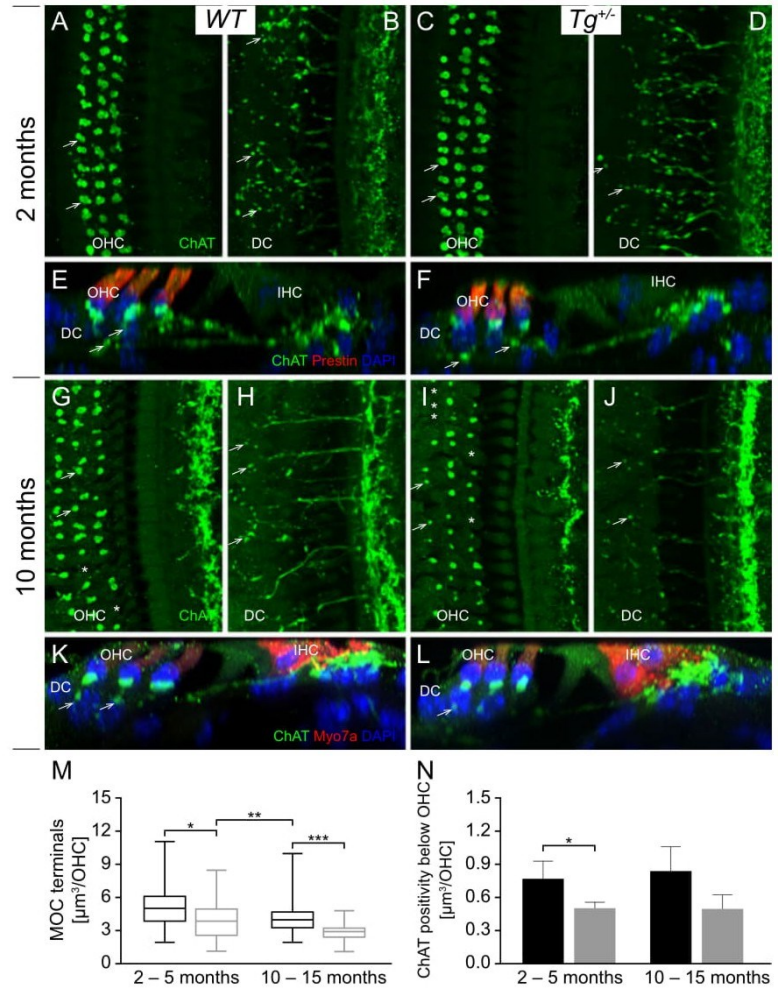 WT
Tg+/-
A
B
C
D
2 months
OHC
ChAT
DC
OHC
DC
E
OHC
IHC
DC
ChAT Prestin DAPI
F
OHC
IHC
DC
10 months
G
H
I
***
J
*
*
*
*
OHC
ChAT
DC
OHC
DC
K
OHC
IHC
DC
ChAT Myo7a DAPI
L
OHC
IHC
DC
M
MOC terminals
[µm³/OHC]
15
12
9
6
3
0
*
**
***
2 – 5 months
10 – 15 months
N
ChAT positivity below OHC
[µm³/OHC]
1.5
1.2
0.9
0.6
0.3
0.0
*
2 – 5 months
10 – 15 months